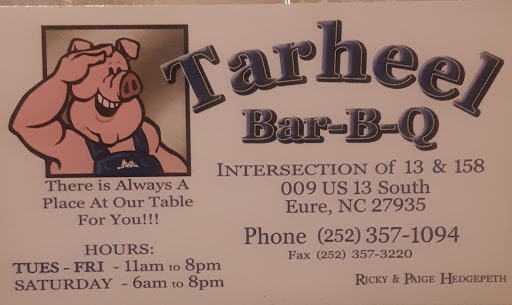 Tarheel
Bar-B-Q
INTERSECTION of 13 & 158
009 US 13 South
Eure, NC 27935
Phone (252) 357-1094
Fax (252) 357-3220
RICKY & PAIGE HEDGEPETH
There is Always A
Place At Our Table
For You!!!
HOURS:
TUES - FRI - 11am to 8pm
SATURDAY - 6am to 8pm